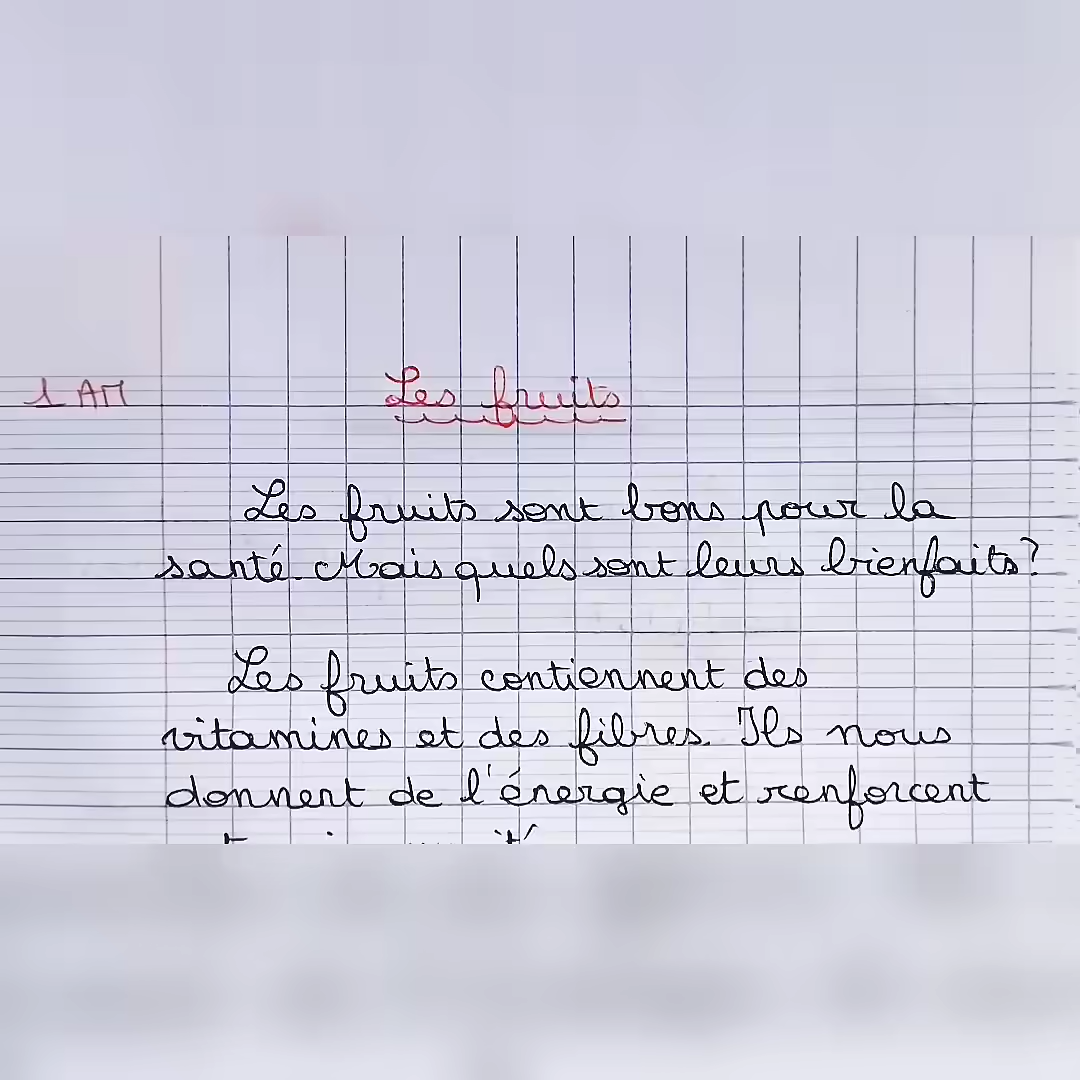 1 AM
Les fruits
Les fruits sont bons pour la
santé. Mais quels sont leurs bienfaits?
Les fruits contiennent des
vitamines et des fibres. Ils nous
donnent de l'énergie et renforcent